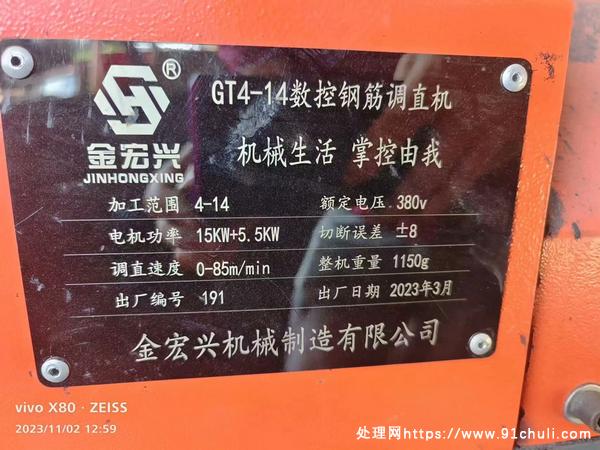 ®
GT4-14数控钢筋调直机
金宏兴
JINHONGXING
机械生活 掌控由我
加工范围 4-14 额定电压 380v
电机功率 15KW+5.5KW 切断误差 ±8
调直速度 0-85m/min 整机重量 1150g
出厂编号 191 出厂日期 2023年3月
金宏兴机械制造有限公司
vivo X80 · ZEISS
2023/11/02 12:59
处理网https://www.91chuli.com/